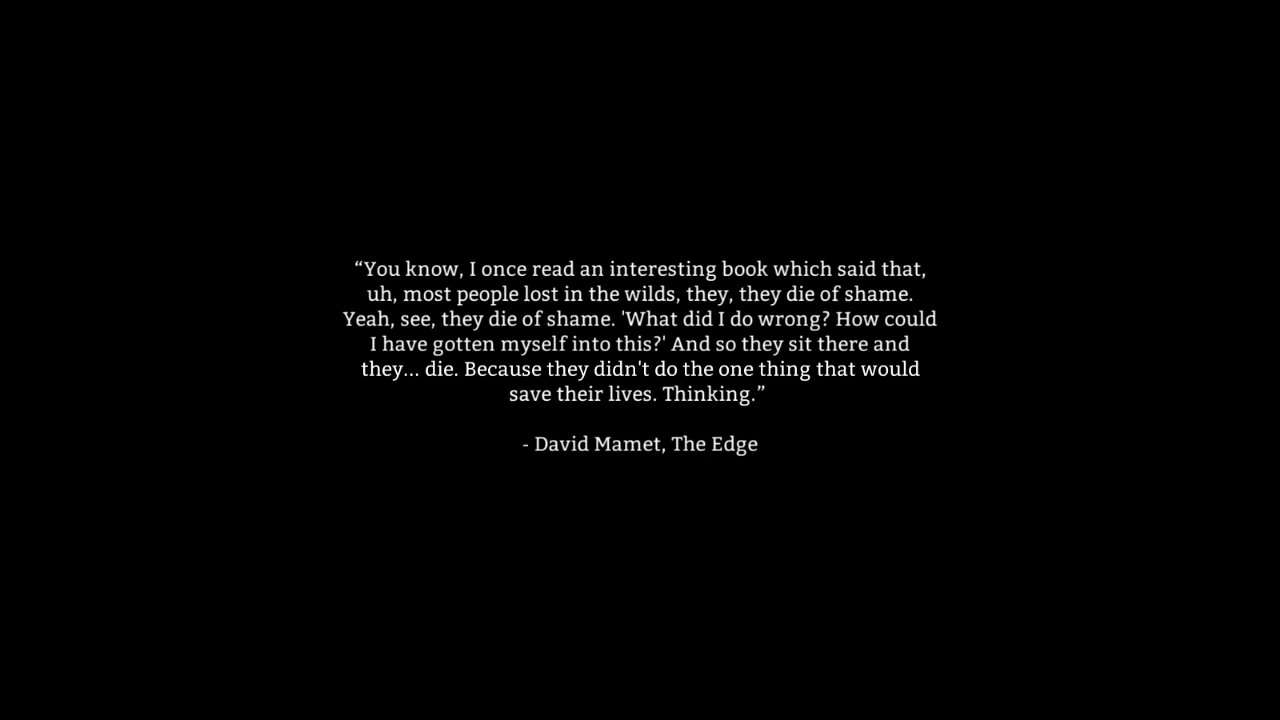 “You know, I once read an interesting book which said that,
uh, most people lost in the wilds, they, they die of shame.
Yeah, see, they die of shame. 'What did I do wrong? How could
I have gotten myself into this?' And so they sit there and
they... die. Because they didn't do the one thing that would
save their lives. Thinking.”
- David Mamet, The Edge